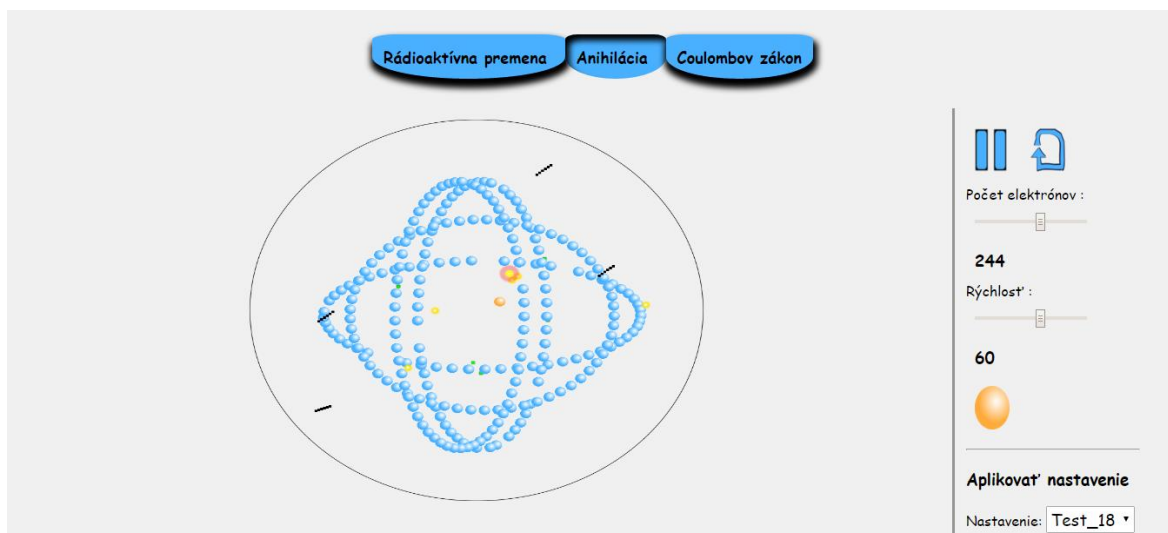 Rádioaktívna premena Anihilácia Coulombov zákon
Počet elektrónov :
244
Rýchlosť :
60
Aplikovať nastavenie
Nastavenie: Test_18